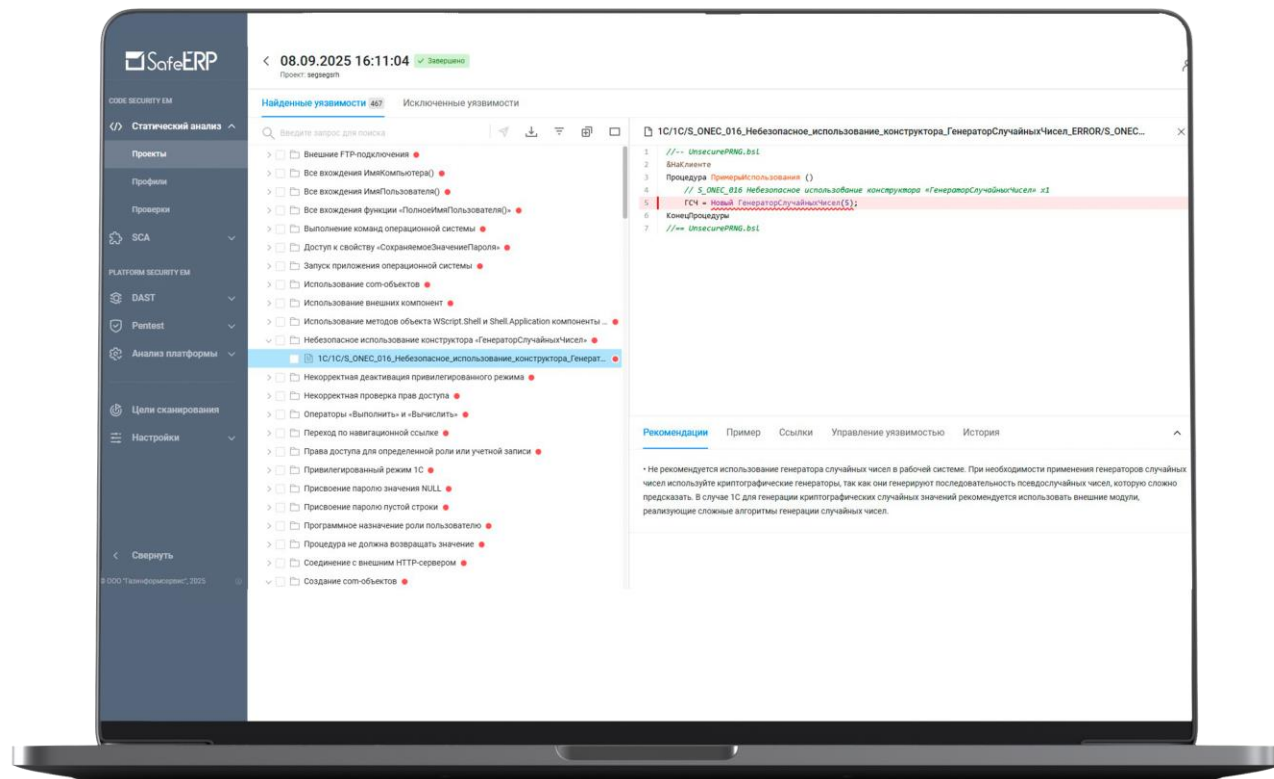 SafeERP
CODE SECURITY EM
Статический анализ
Проекты
Профили
Проверки
SCA
PLATFORM SECURITY EM
DAST
Pentest
Анализ платформы
Цели сканирования
Настройки
Свернуть
© ООО "Газинформсервис", 2025
08.09.2025 16:11:04 Завершено
Проект: segsegsrh
Найденные уязвимости 467 Исключенные уязвимости
Введите запрос для поиска
Внешние FTP-подключения
Все вхождения ИмяКомпьютера()
Все вхождения ИмяПользователя()
Все вхождения функции «ПолноеИмяПользователя()»
Выполнение команд операционной системы
Доступ к свойству «СохраняемоеЗначениеПароля»
Запуск приложения операционной системы
Использование com-объектов
Использование внешних компонент
Использование методов объекта WScript.Shell и Shell.Application компоненты ...
Небезопасное использование конструктора «ГенераторСлучайныхЧисел»
1C/1C/S_ONEC_016_Небезопасное_использование_конструктора_Генерат...
Некорректная деактивация привилегированного режима
Некорректная проверка прав доступа
Операторы «Выполнить» и «Вычислить»
Переход по навигационной ссылке
Права доступа для определенной роли или учетной записи
Привилегированный режим 1С
Присвоение паролю значения NULL
Присвоение паролю пустой строки
Программное назначение роли пользователю
Процедура не должна возвращать значение
Соединение с внешним HTTP-сервером
Создание com-объектов
1C/1C/S_ONEC_016_Небезопасное_использование_конструктора_ГенераторСлучайныхЧисел_ERROR/S_ONEC...
1 //-- UnsecurePRNG.bsl
2 &НаКлиенте
3 Процедура ПримерыИспользования ()
4 // S_ONEC_016 Небезопасное использование конструктора «ГенераторСлучайныхЧисел» x1
5 ГСЧ = Новый ГенераторСлучайныхЧисел(5);
6 КонецПроцедуры
7 //== UnsecurePRNG.bsl
Рекомендации Пример Ссылки Управление уязвимостью История
• Не рекомендуется использование генератора случайных чисел в рабочей системе. При необходимости применения генераторов случайных
чисел используйте криптографические генераторы, так как они генерируют последовательность псевдослучайных чисел, которую сложно
предсказать. В случае 1С для генерации криптографических случайных значений рекомендуется использовать внешние модули,
реализующие сложные алгоритмы генерации случайных чисел.